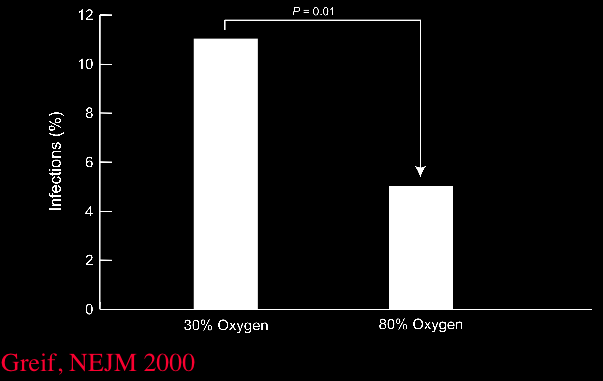 P = 0.01
12
10
8
6
4
2
0
Infections (%)
30% Oxygen
80% Oxygen
Greif, NEJM 2000